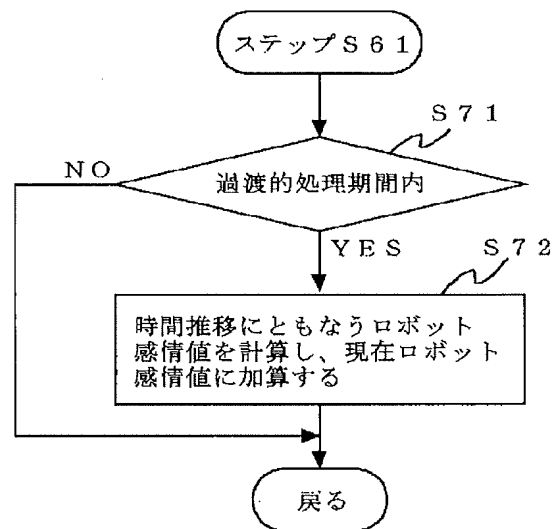 ステップＳ６１
Ｓ７１
過渡的処理期間内
ＮＯ
ＹＥＳ
Ｓ７２
時間推移にともなうロボット
感情値を計算し、現在ロボット
感情値に加算する
戻る